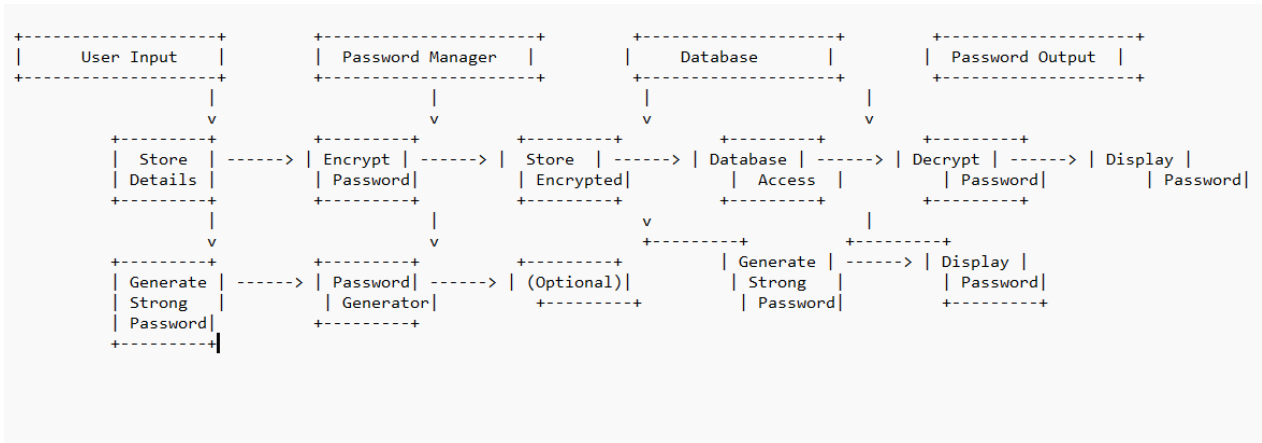 +---------------------+         +-----------------------+         +---------------------+         +---------------------+
|      User Input    |         |  Password Manager   |         |     Database       |         |  Password Output  |
+---------------------+         +-----------------------+         +---------------------+         +---------------------+
|                       |                      |                       |
v                       v                      v                       v
+---------+          +---------+          +---------+          +---------+          +---------+
|  Store  | ------> | Encrypt | ------> |  Store  | ------> | Database | ------> | Decrypt | ------> | Display |
| Details |          | Password|          | Encrypted|          |  Access  |          | Password|          | Password|
+---------+          +---------+          +---------+          +---------+          +---------+
|                       |                      v                       |
v                       v                      +---------+          +---------+
+---------+          +---------+          +---------+          | Generate | ------> | Display |
| Generate | ------> | Password| ------> | (Optional)|          | Strong   |          | Password|
| Strong   |          | Generator|          +---------+          | Password|          +---------+
| Password|          +---------+
+---------+